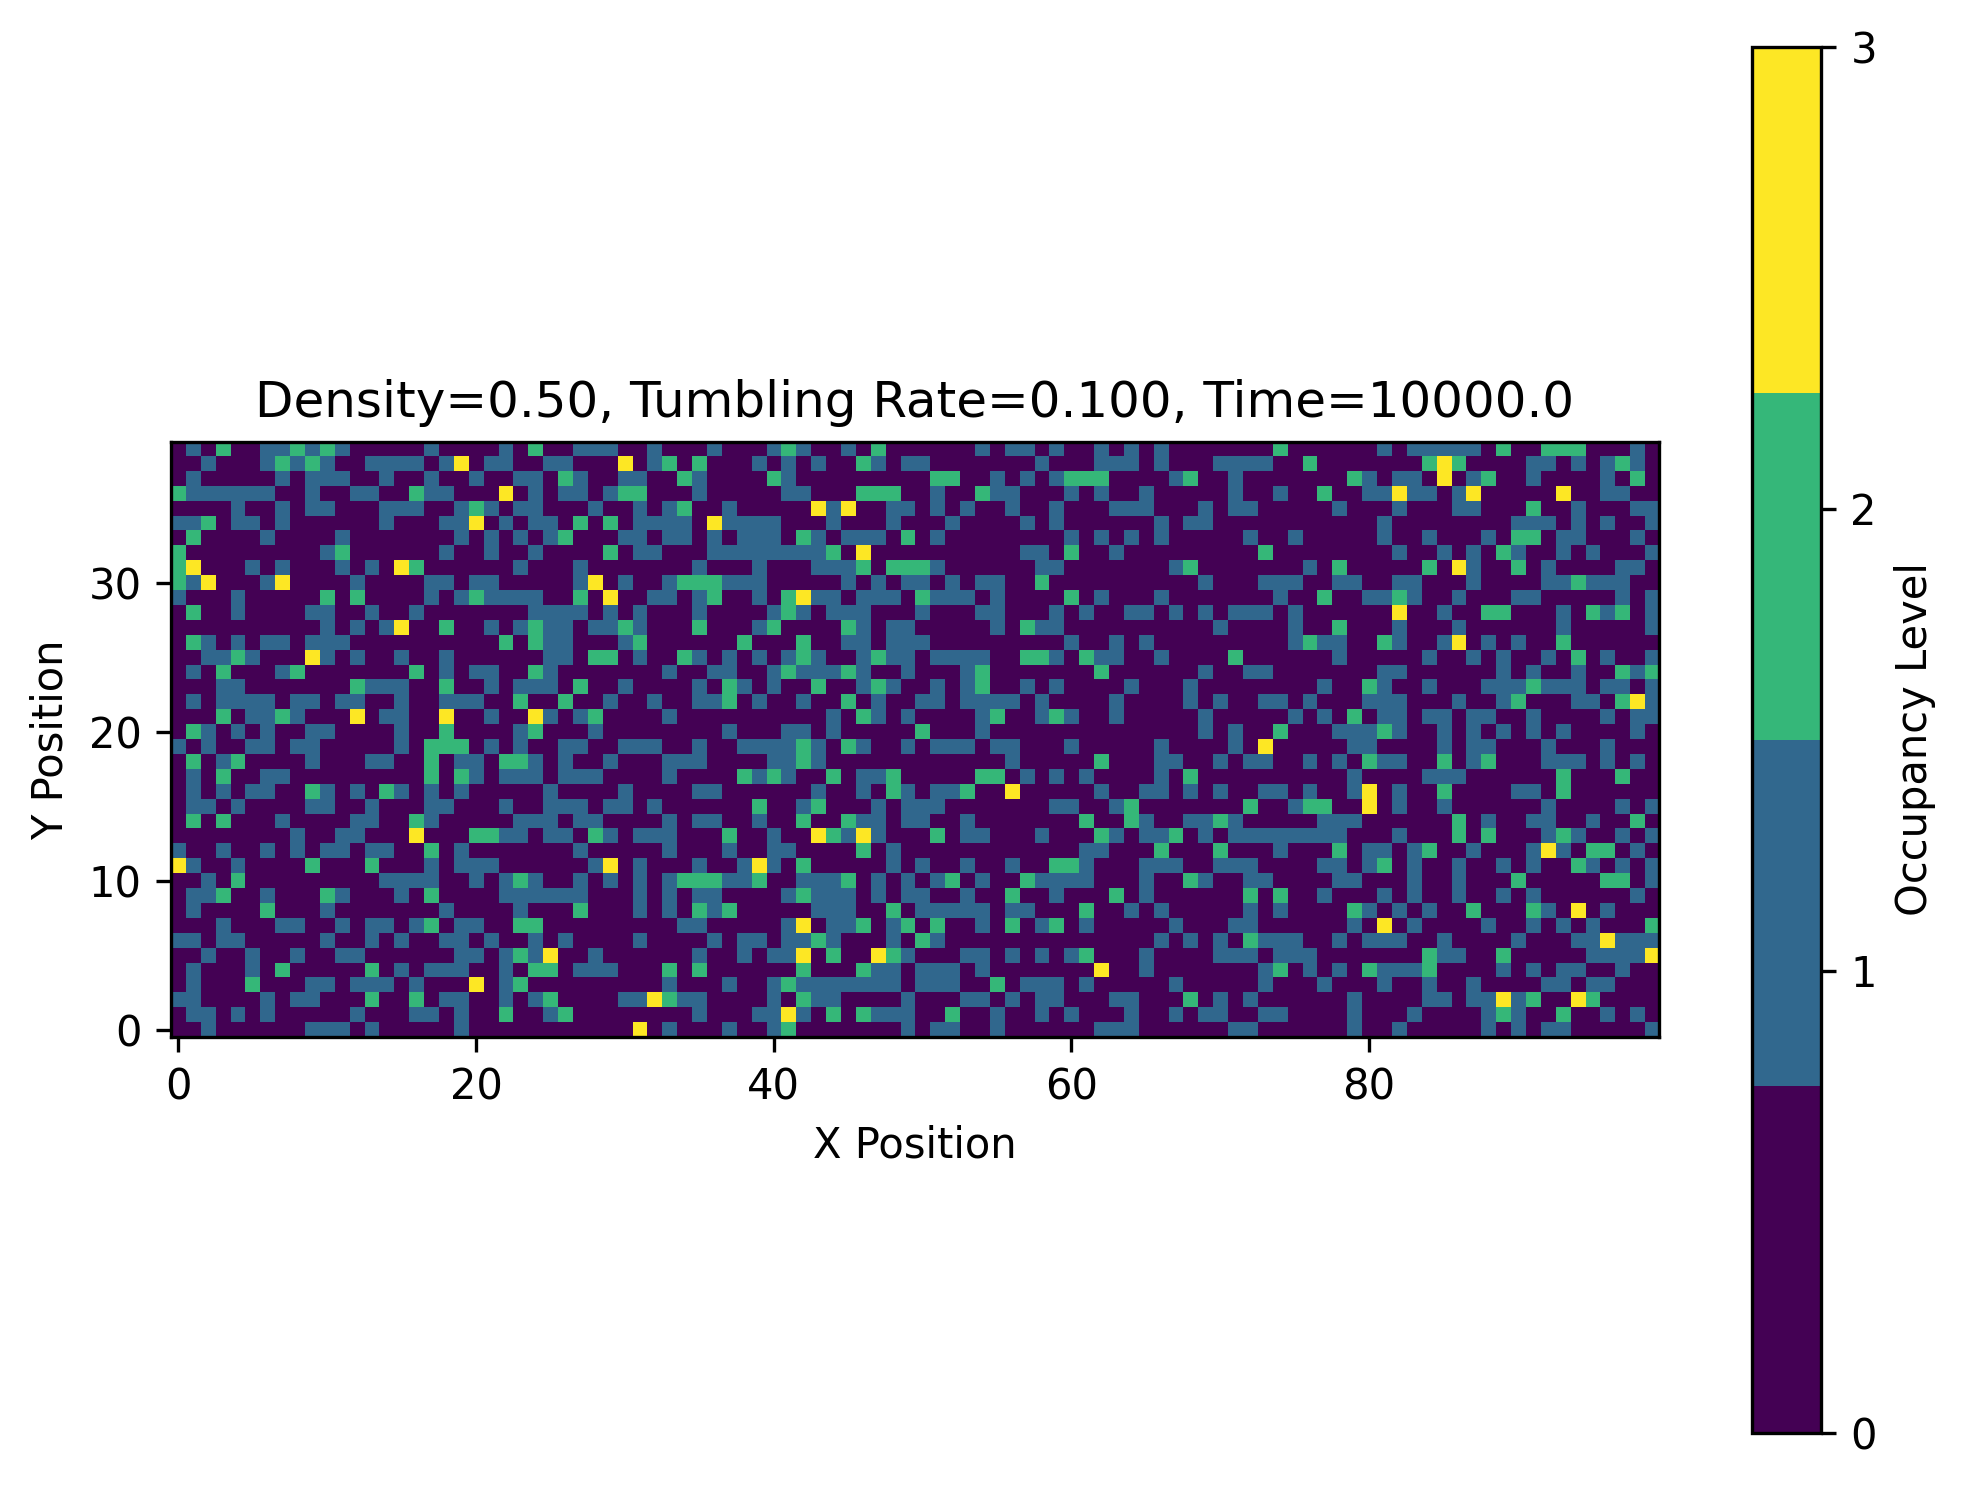 Density=0.50, Tumbling Rate=0.100, Time=10000.0
3
2
1
0
Occupancy Level
30
20
10
0
Y Position
0 20 40 60 80
X Position